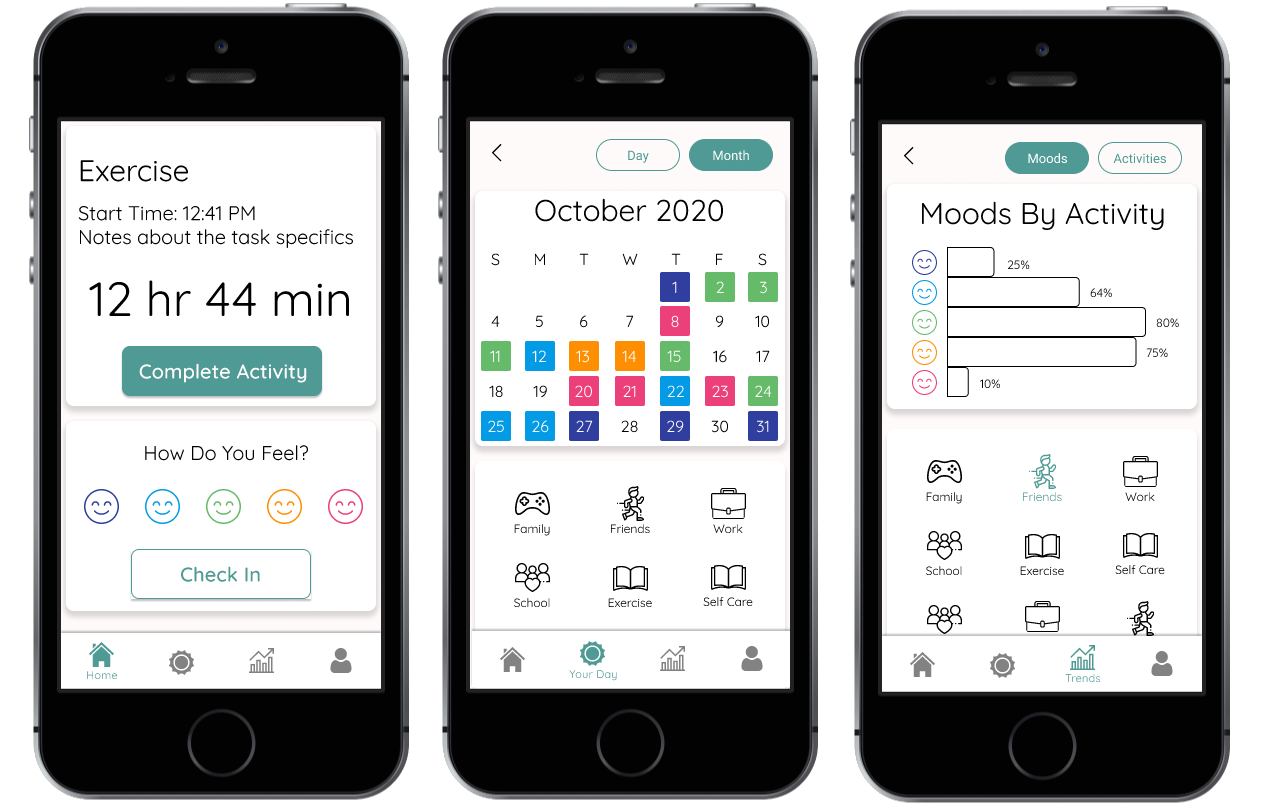 Exercise
Start Time: 12:41 PM
Notes about the task specifics
12 hr 44 min
Complete Activity
How Do You Feel?
Check In
Home
Day Month
October 2020
S M T W T F S
1 2 3
4 5 6 7 8 9 10
11 12 13 14 15 16 17
18 19 20 21 22 23 24
25 26 27 28 29 30 31
Family Friends Work
School Exercise Self Care
Your Day
Moods Activities
Moods By Activity
25%
64%
80%
75%
10%
Family Friends Work
School Exercise Self Care
Trends